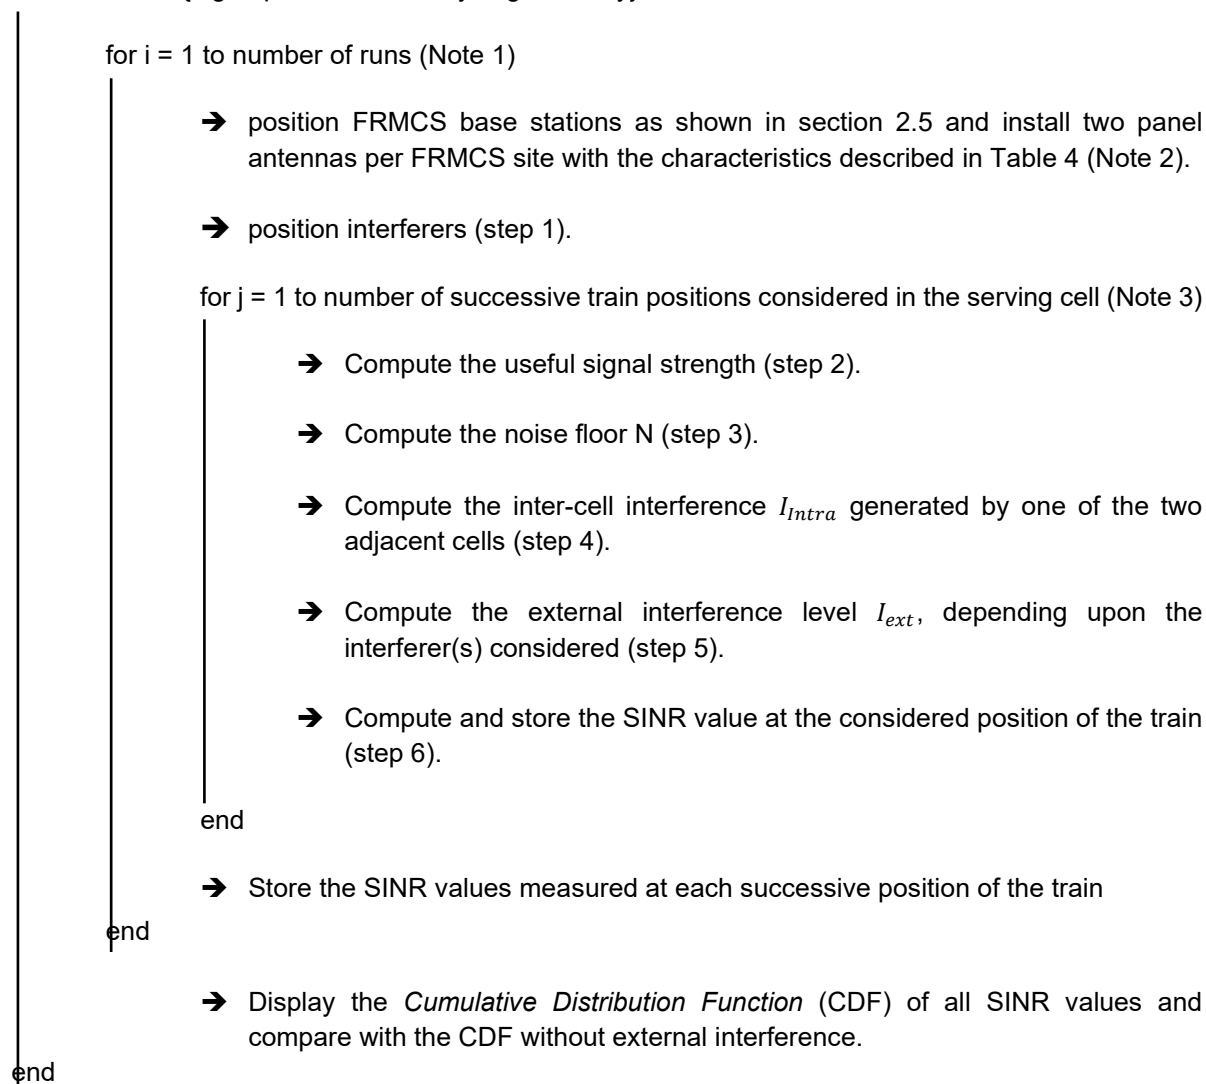 for i = 1 to number of runs (Note 1)
➔ position FRMCS base stations as shown in section 2.5 and install two panel
antennas per FRMCS site with the characteristics described in Table 4 (Note 2).
➔ position interferers (step 1).
for j = 1 to number of successive train positions considered in the serving cell (Note 3)
➔ Compute the useful signal strength (step 2).
➔ Compute the noise floor N (step 3).
➔ Compute the inter-cell interference I_Intra generated by one of the two
adjacent cells (step 4).
➔ Compute the external interference level I_ext, depending upon the
interferer(s) considered (step 5).
➔ Compute and store the SINR value at the considered position of the train
(step 6).
end
➔ Store the SINR values measured at each successive position of the train
end
➔ Display the Cumulative Distribution Function (CDF) of all SINR values and
compare with the CDF without external interference.
end